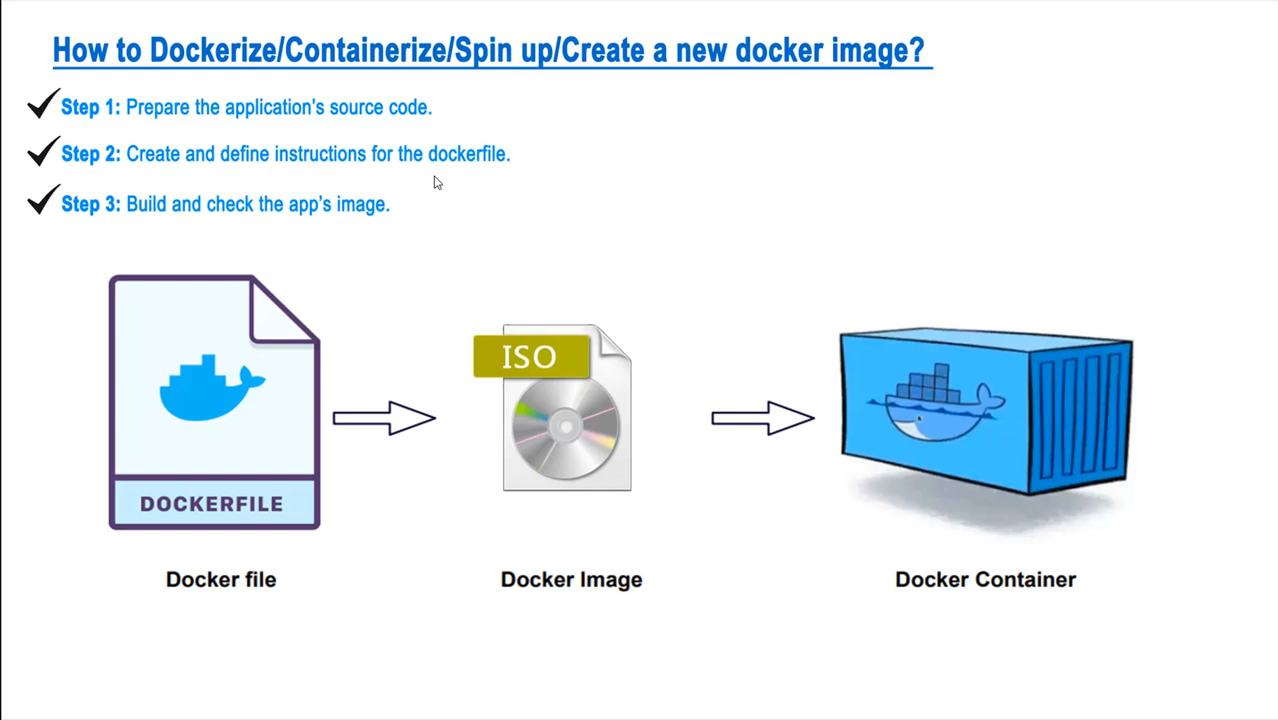 How to Dockerize/Containerize/Spin up/Create a new docker image?
Step 1: Prepare the application's source code.
Step 2: Create and define instructions for the dockerfile.
Step 3: Build and check the app's image.
ISO
DOCKERFILE
Docker file
Docker Image
Docker Container